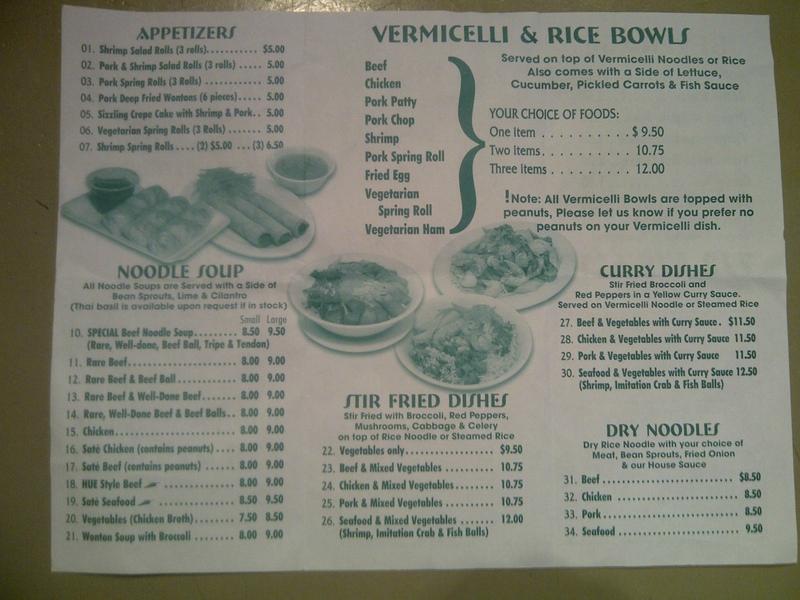 APPETIZERS
01. Shrimp Salad Rolls (3 rolls)........... $5.00
02. Pork & Shrimp Salad Rolls (3 rolls) ..... 5.00
03. Pork Spring Rolls (3 Rolls) ............ 5.00
04. Pork Deep Fried Wontons (6 pieces)..... 5.00
05. Sizzling Crepe Cake with Shrimp & Pork.. 5.00
06. Vegetarian Spring Rolls (3 Rolls) ....... 5.00
07. Shrimp Spring Rolls .... (2) $5.00 ... (3) 6.50
VERMICELLI & RICE BOWLS
Beef
Chicken
Pork Patty
Pork Chop
Shrimp
Pork Spring Roll
Fried Egg
Vegetarian
Spring Roll
Vegetarian Ham
Served on top of Vermicelli Noodles or Rice
Also comes with a Side of Lettuce,
Cucumber, Pickled Carrots & Fish Sauce
YOUR CHOICE OF FOODS:
One Item . . . . . . . . . . $ 9.50
Two Items . . . . . . . . . . 10.75
Three Items . . . . . . . . . 12.00
!Note: All Vermicelli Bowls are topped with
peanuts, Please let us know if you prefer no
peanuts on your Vermicelli dish.
NOODLE SOUP
All Noodle Soups are Served with a Side of
Bean Sprouts, Lime & Cilantro
(Thai basil is available upon request if in stock)
Small Large
10. SPECIAL Beef Noodle Soup......... 8.50 9.50
(Rare, Well-done, Beef Ball, Tripe & Tendon)
11. Rare Beef......................... 8.00 9.00
12. Rare Beef & Beef Ball ............. 8.00 9.00
13. Rare Beef & Well-Done Beef........ 8.00 9.00
14. Rare, Well-Done Beef & Beef Balls.. 8.00 9.00
15. Chicken........................... 8.00 9.00
16. Saté Chicken (contains peanuts).... 8.00 9.00
17. Saté Beef (contains peanuts) ...... 8.00 9.00
18. HUE Style Beef ................ 8.00 9.00
19. Saté Seafood .................. 8.50 9.50
20. Vegetables (Chicken Broth)........ 7.50 8.50
21. Wonton Soup with Broccoli ........ 8.00 9.00
STIR FRIED DISHES
Stir Fried with Broccoli, Red Peppers,
Mushrooms, Cabbage & Celery
on top of Rice Noodle or Steamed Rice
22. Vegetables only........................ $9.50
23. Beef & Mixed Vegetables ............ 10.75
24. Chicken & Mixed Vegetables.......... 10.75
25. Pork & Mixed Vegetables ............ 10.75
26. Seafood & Mixed Vegetables ........ 12.00
(Shrimp, Imitation Crab & Fish Balls)
CURRY DISHES
Stir Fried Broccoli and
Red Peppers in a Yellow Curry Sauce.
Served on Vermicelli Noodle or Steamed Rice
27. Beef & Vegetables with Curry Sauce . $11.50
28. Chicken & Vegetables with Curry Sauce 11.50
29. Pork & Vegetables with Curry Sauce 11.50
30. Seafood & Vegetables with Curry Sauce 12.50
(Shrimp, Imitation Crab & Fish Balls)
DRY NOODLES
Dry Rice Noodle with your choice of
Meat, Bean Sprouts, Fried Onion
& our House Sauce
31. Beef ............................. $8.50
32. Chicken .......................... 8.50
33. Pork ............................. 8.50
34. Seafood .......................... 9.50